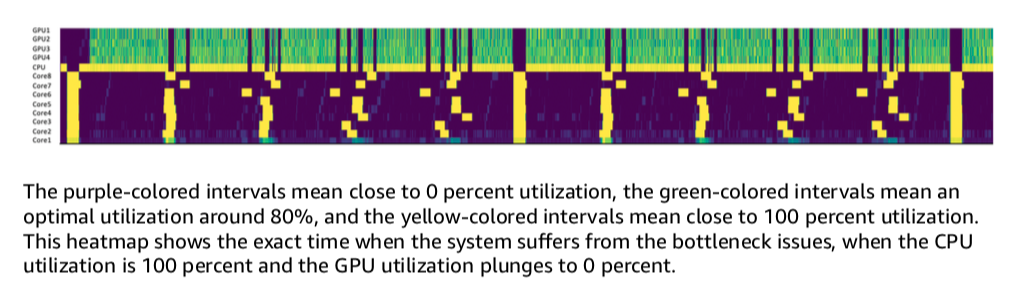 GPU1
GPU2
GPU3
GPU4
CPU
Core8
Core7
Core6
Core5
Core4
Core3
Core2
Core1
The purple-colored intervals mean close to 0 percent utilization, the green-colored intervals mean an
optimal utilization around 80%, and the yellow-colored intervals mean close to 100 percent utilization.
This heatmap shows the exact time when the system suffers from the bottleneck issues, when the CPU
utilization is 100 percent and the GPU utilization plunges to 0 percent.